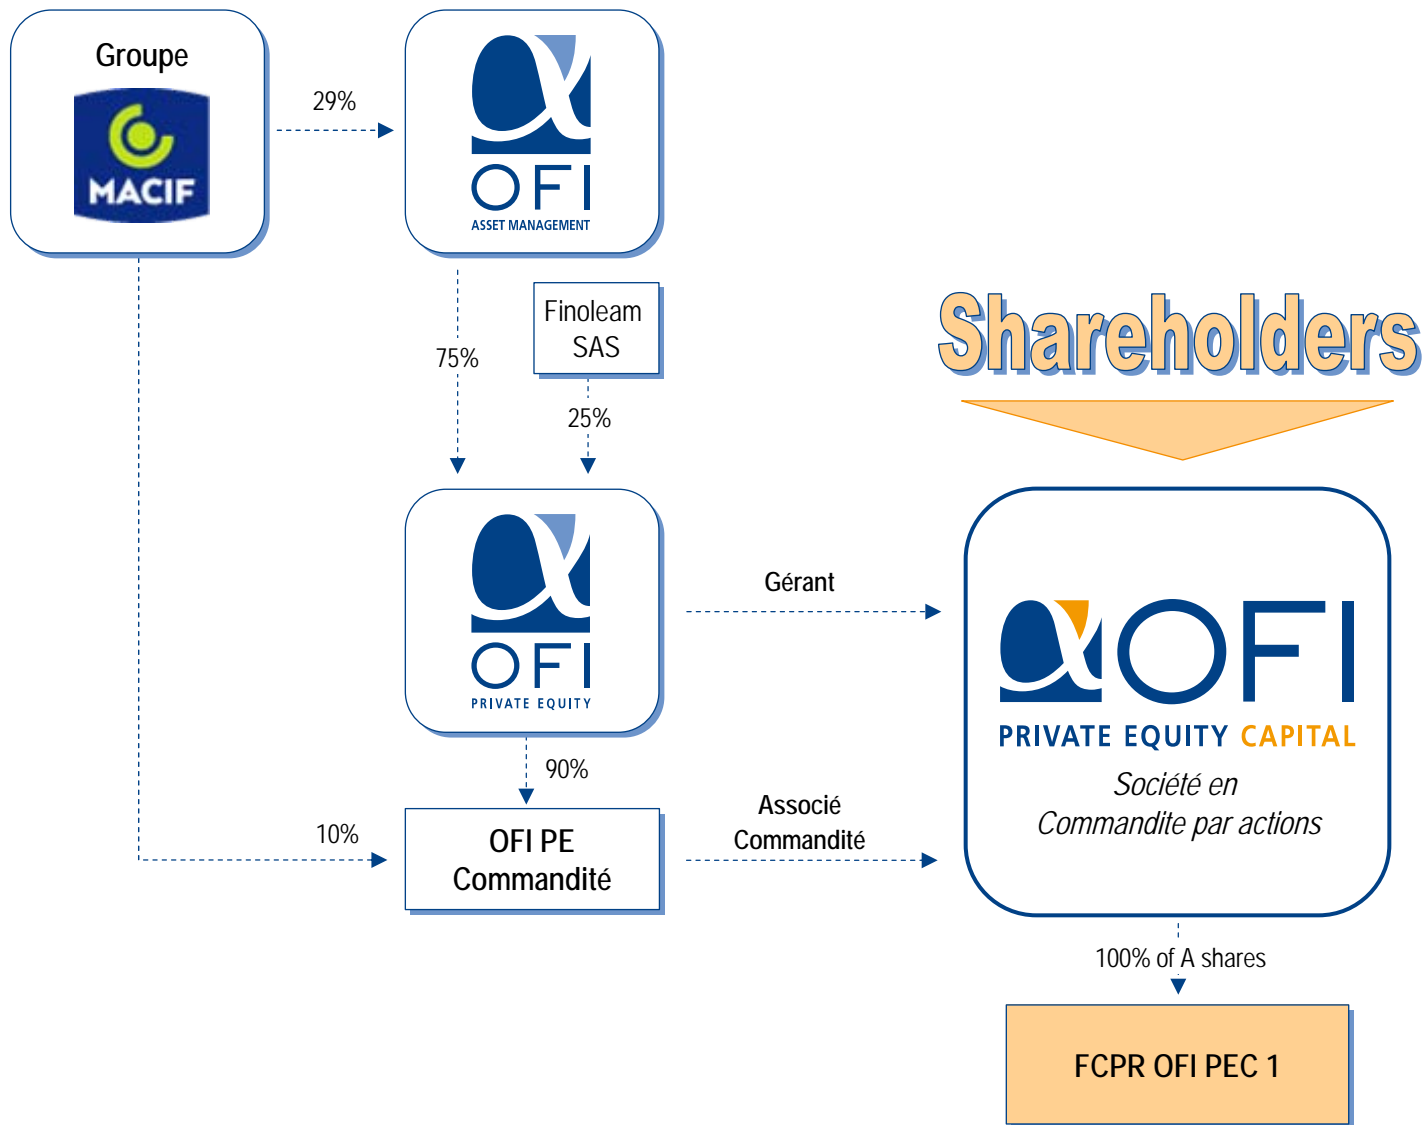 Groupe
MACIF
29%
OFI
ASSET MANAGEMENT
Finoleam
SAS
75%
25%
Shareholders
OFI
PRIVATE EQUITY
Gérant
OFI
PRIVATE EQUITY CAPITAL
Société en
Commandite par actions
90%
10%
OFI PE
Commandité
Associé
Commandité
100% of A shares
FCPR OFI PEC 1